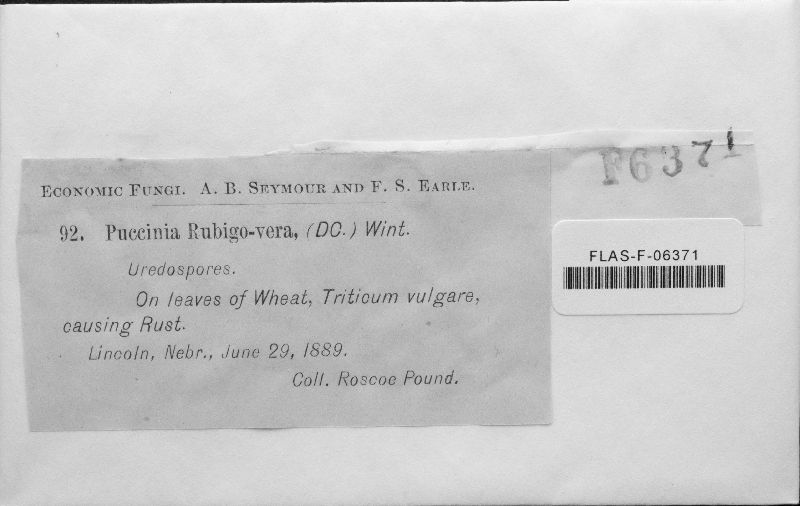 F6371
ECONOMIC FUNGI. A. B. SEYMOUR AND F. S. EARLE.
92. Puccinia Rubigo-vera, (DC.) Wint.
Uredospores.
On leaves of Wheat, Triticum vulgare,
causing Rust.
Lincoln, Nebr., June 29, 1889.
Coll. Roscoe Pound.
FLAS-F-06371